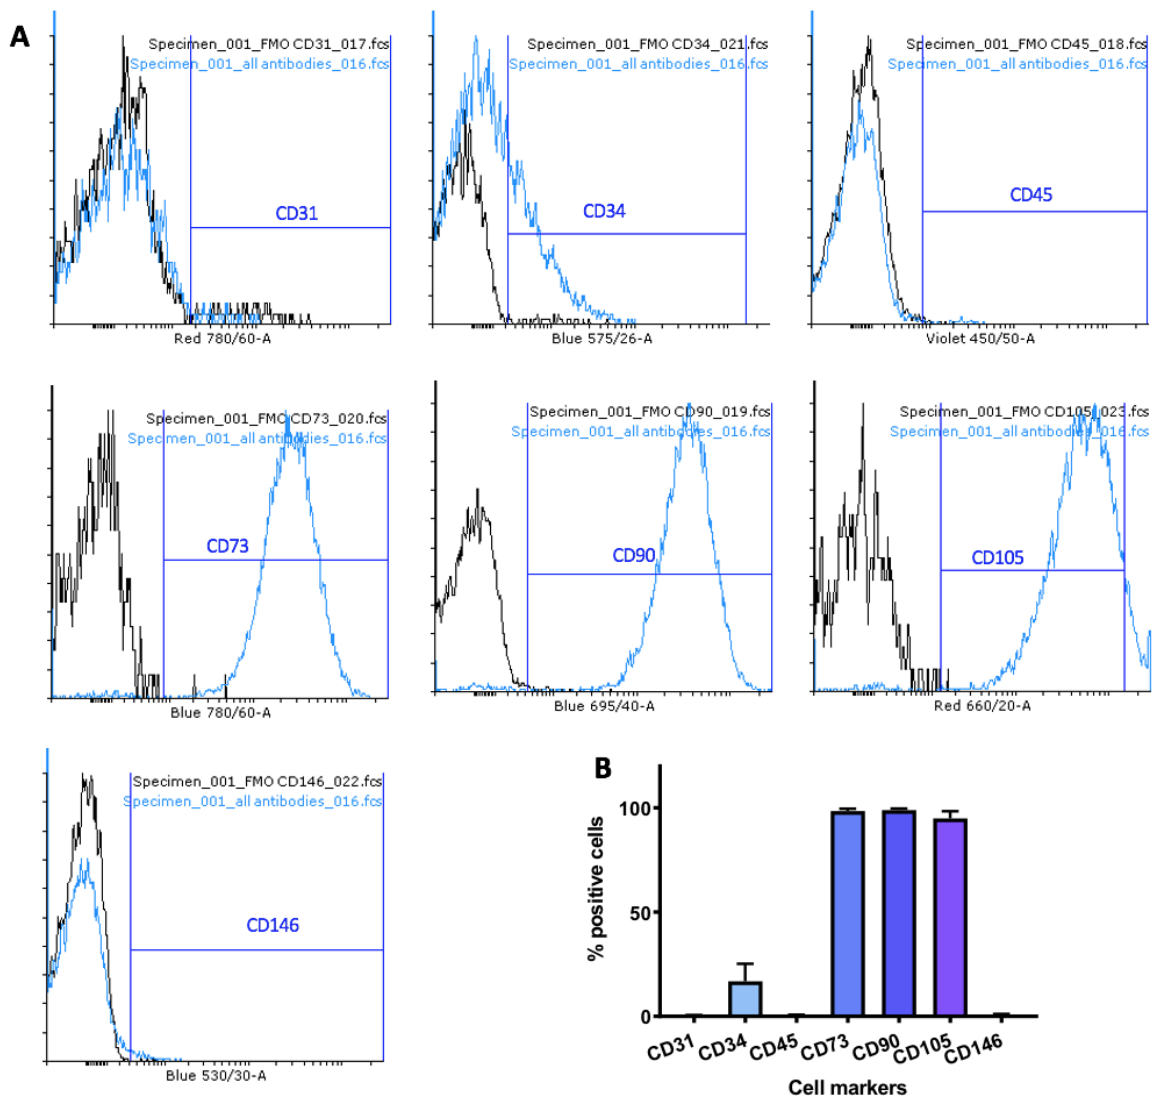 A
Specimen_001_FMO CD31_017.fcs
Specimen_001_all antibodies_016.fcs
CD31
Red 780/60-A
Specimen_001_FMO CD34_021.fcs
Specimen_001_all antibodies_016.fcs
CD34
Blue 575/26-A
Specimen_001_FMO CD45_018.fcs
Specimen_001_all antibodies_016.fcs
CD45
Violet 450/50-A
Specimen_001_FMO CD73_020.fcs
Specimen_001_all antibodies_016.fcs
CD73
Blue 780/60-A
Specimen_001_FMO CD90_019.fcs
Specimen_001_all antibodies_016.fcs
CD90
Blue 695/40-A
Specimen_001_FMO CD105_023.fcs
Specimen_001_all antibodies_016.fcs
CD105
Red 660/20-A
Specimen_001_FMO CD146_022.fcs
Specimen_001_all antibodies_016.fcs
CD146
Blue 530/30-A
B
% positive cells
100
50
0
CD31 CD34 CD45 CD73 CD90 CD105 CD146
Cell markers